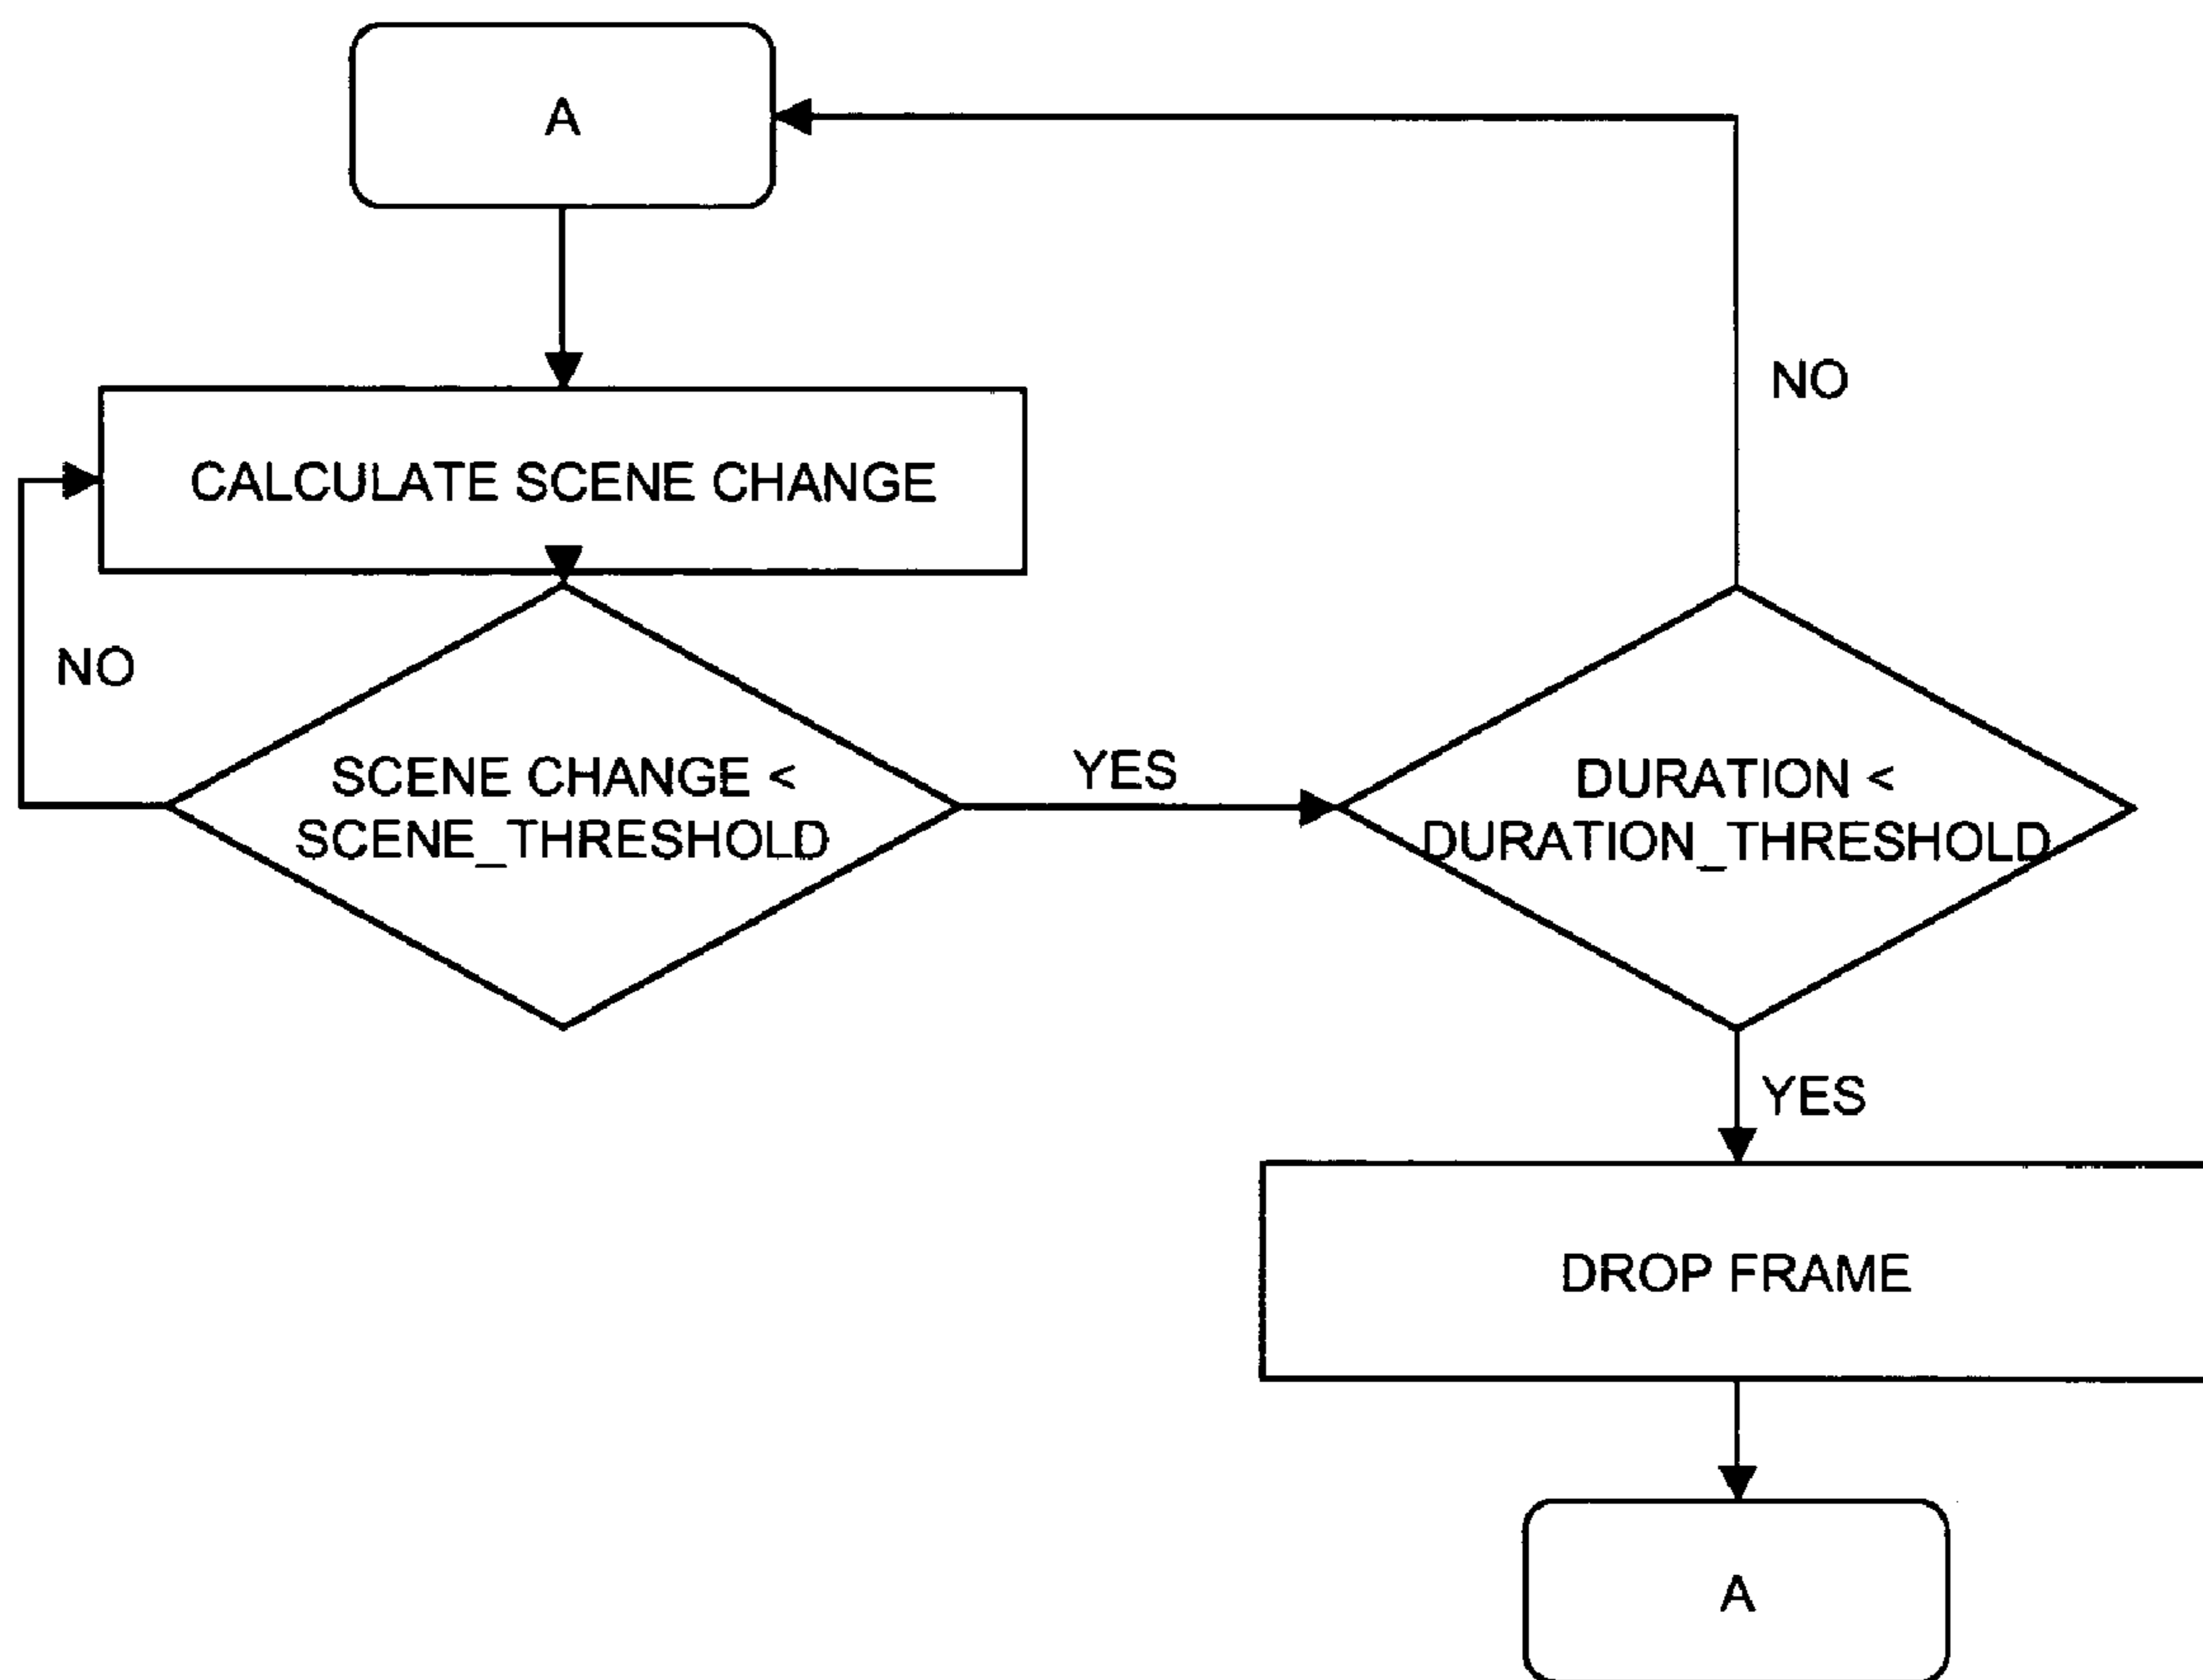 A
NO
CALCULATE SCENE CHANGE
NO
SCENE CHANGE <
SCENE_THRESHOLD
YES
DURATION <
DURATION_THRESHOLD
YES
DROP FRAME
A